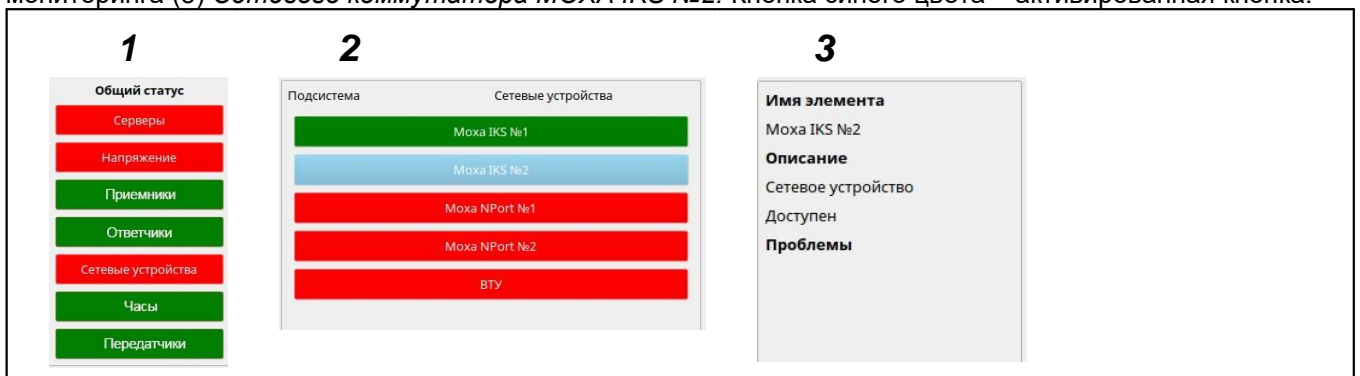 мониторинга (3) Сетевого коммутатора MOXA IKS №2. Кнопка синего цвета – активированная кнопка.
1
2
3
Общий статус
Серверы
Напряжение
Приемники
Ответчики
Сетевые устройства
Часы
Передатчики
Подсистема Сетевые устройства
Moxa IKS №1
Moxa IKS №2
Moxa NPort №1
Moxa NPort №2
ВТУ
Имя элемента
Моха IKS №2
Описание
Сетевое устройство
Доступен
Проблемы